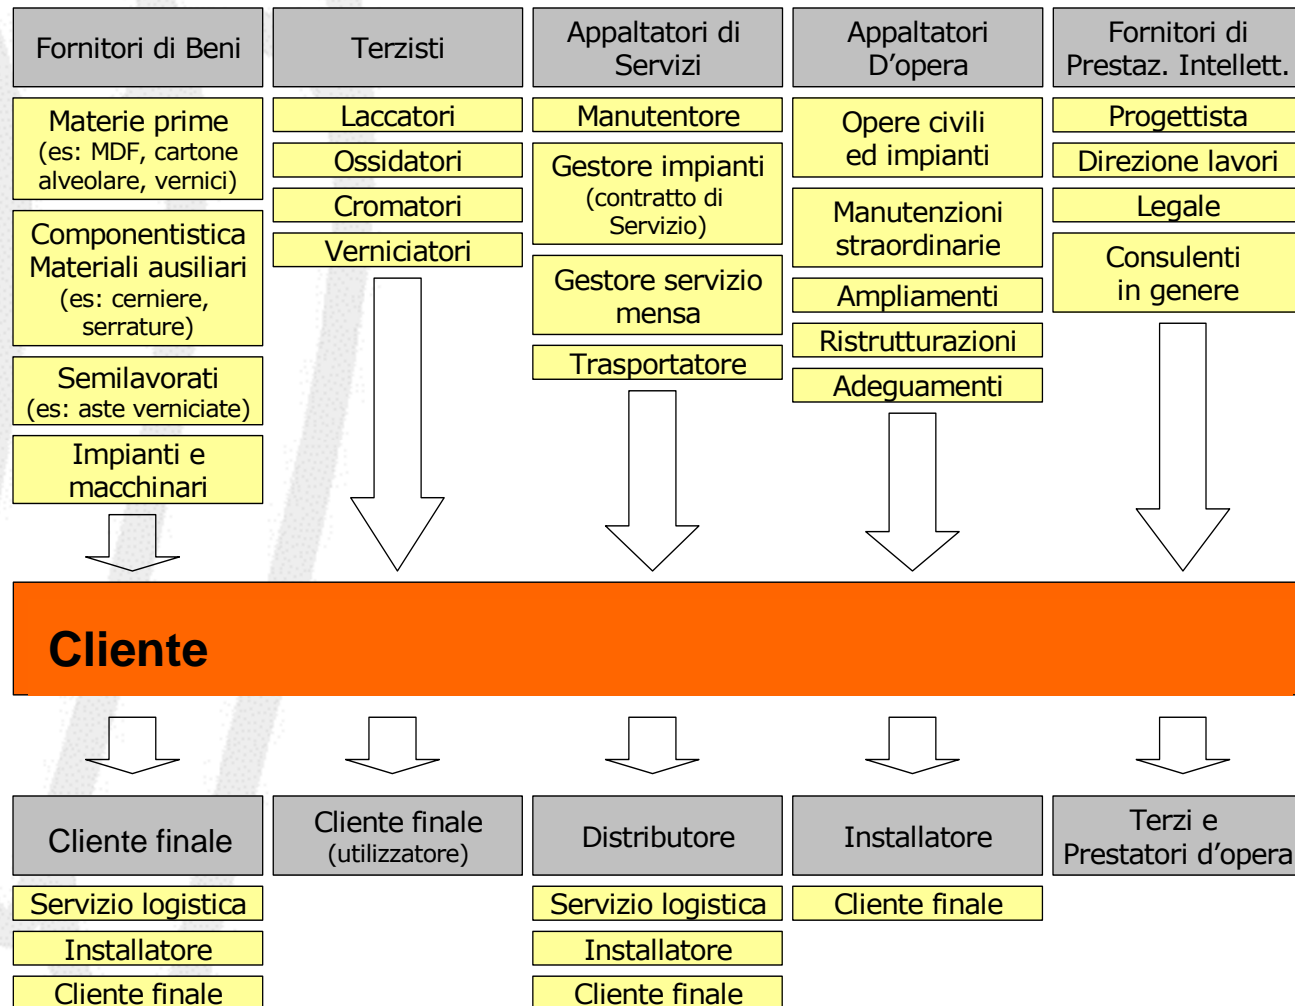 Fornitori di Beni
Materie prime
(es: MDF, cartone
alveolare, vernici)
Componentistica
Materiali ausiliari
(es: cerniere,
serrature)
Semilavorati
(es: aste verniciate)
Impianti e
macchinari
Terzisti
Laccatori
Ossidatori
Cromatori
Verniciatori
Appaltatori di
Servizi
Manutentore
Gestore impianti
(contratto di
Servizio)
Gestore servizio
mensa
Trasportatore
Appaltatori
D'opera
Opere civili
ed impianti
Manutenzioni
straordinarie
Ampliamenti
Ristrutturazioni
Adeguamenti
Fornitori di
Prestaz. Intellett.
Progettista
Direzione lavori
Legale
Consulenti
in genere
Cliente
Cliente finale
Servizio logistica
Installatore
Cliente finale
Cliente finale
(utilizzatore)
Distributore
Servizio logistica
Installatore
Cliente finale
Installatore
Cliente finale
Terzi e
Prestatori d'opera